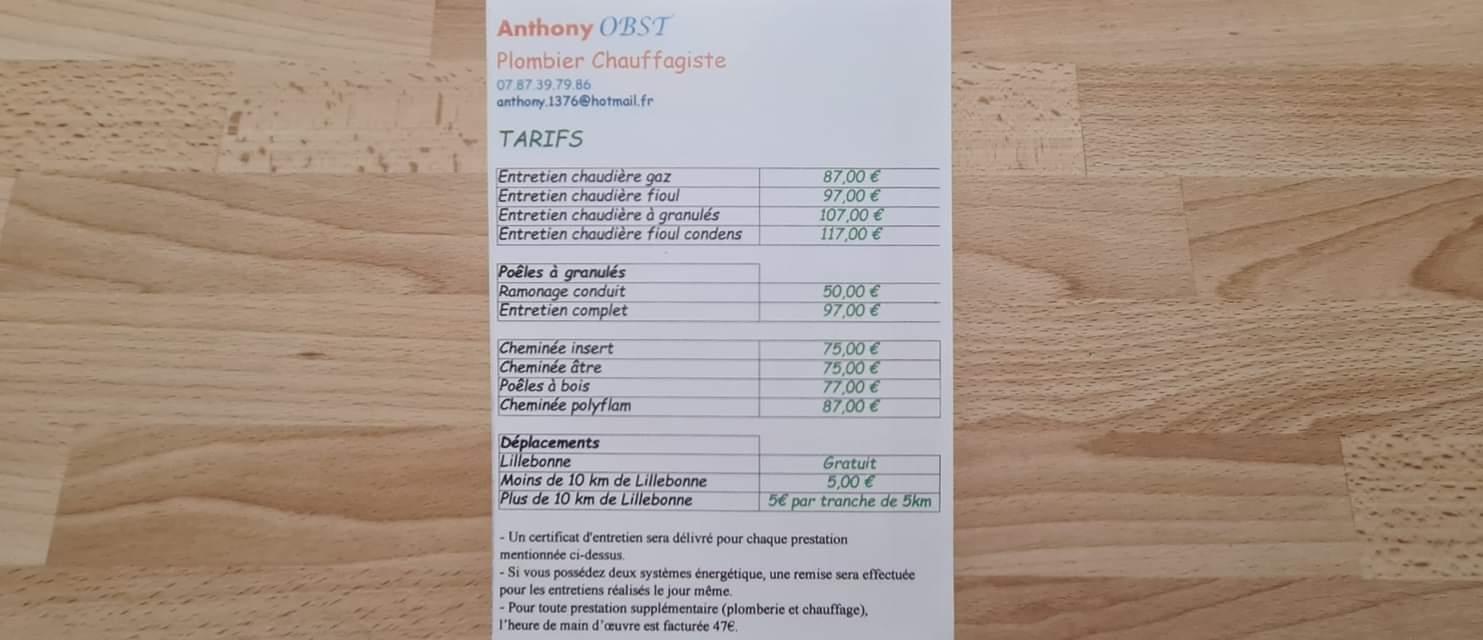 Anthony OBST
Plombier Chauffagiste
07.87.39.79.86
anthony.1376@hotmail.fr
TARIFS
Entretien chaudière gaz 87,00 €
Entretien chaudière fioul 97,00 €
Entretien chaudière à granulés 107,00 €
Entretien chaudière fioul condens 117,00 €
Poêles à granulés
Ramonage conduit 50,00 €
Entretien complet 97,00 €
Cheminée insert 75,00 €
Cheminée âtre 75,00 €
Poêles à bois 77,00 €
Cheminée polyflam 87,00 €
Déplacements
Lillebonne Gratuit
Moins de 10 km de Lillebonne 5,00 €
Plus de 10 km de Lillebonne 5€ par tranche de 5km
- Un certificat d'entretien sera délivré pour chaque prestation
mentionnée ci-dessus.
- Si vous possédez deux systèmes énergétique, une remise sera effectuée
pour les entretiens réalisés le jour même.
- Pour toute prestation supplémentaire (plomberie et chauffage),
l'heure de main d'œuvre est facturée 47€.